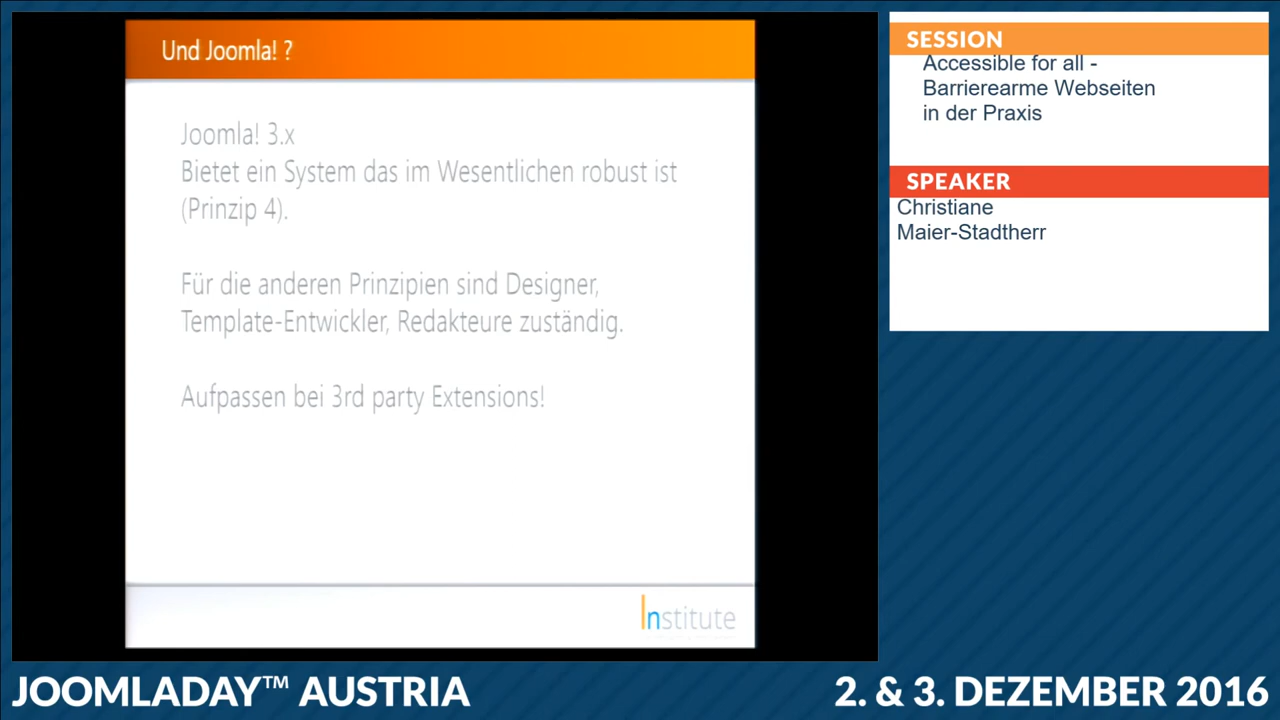 Und Joomla! ?
Joomla! 3.x
Bietet ein System das im Wesentlichen robust ist
(Prinzip 4).
Für die anderen Prinzipien sind Designer,
Template-Entwickler, Redakteure zuständig.
Aufpassen bei 3rd party Extensions!
Institute
SESSION
Accessible for all -
Barrierearme Webseiten
in der Praxis
SPEAKER
Christiane
Maier-Stadtherr
JOOMLADAY™ AUSTRIA
2. & 3. DEZEMBER 2016